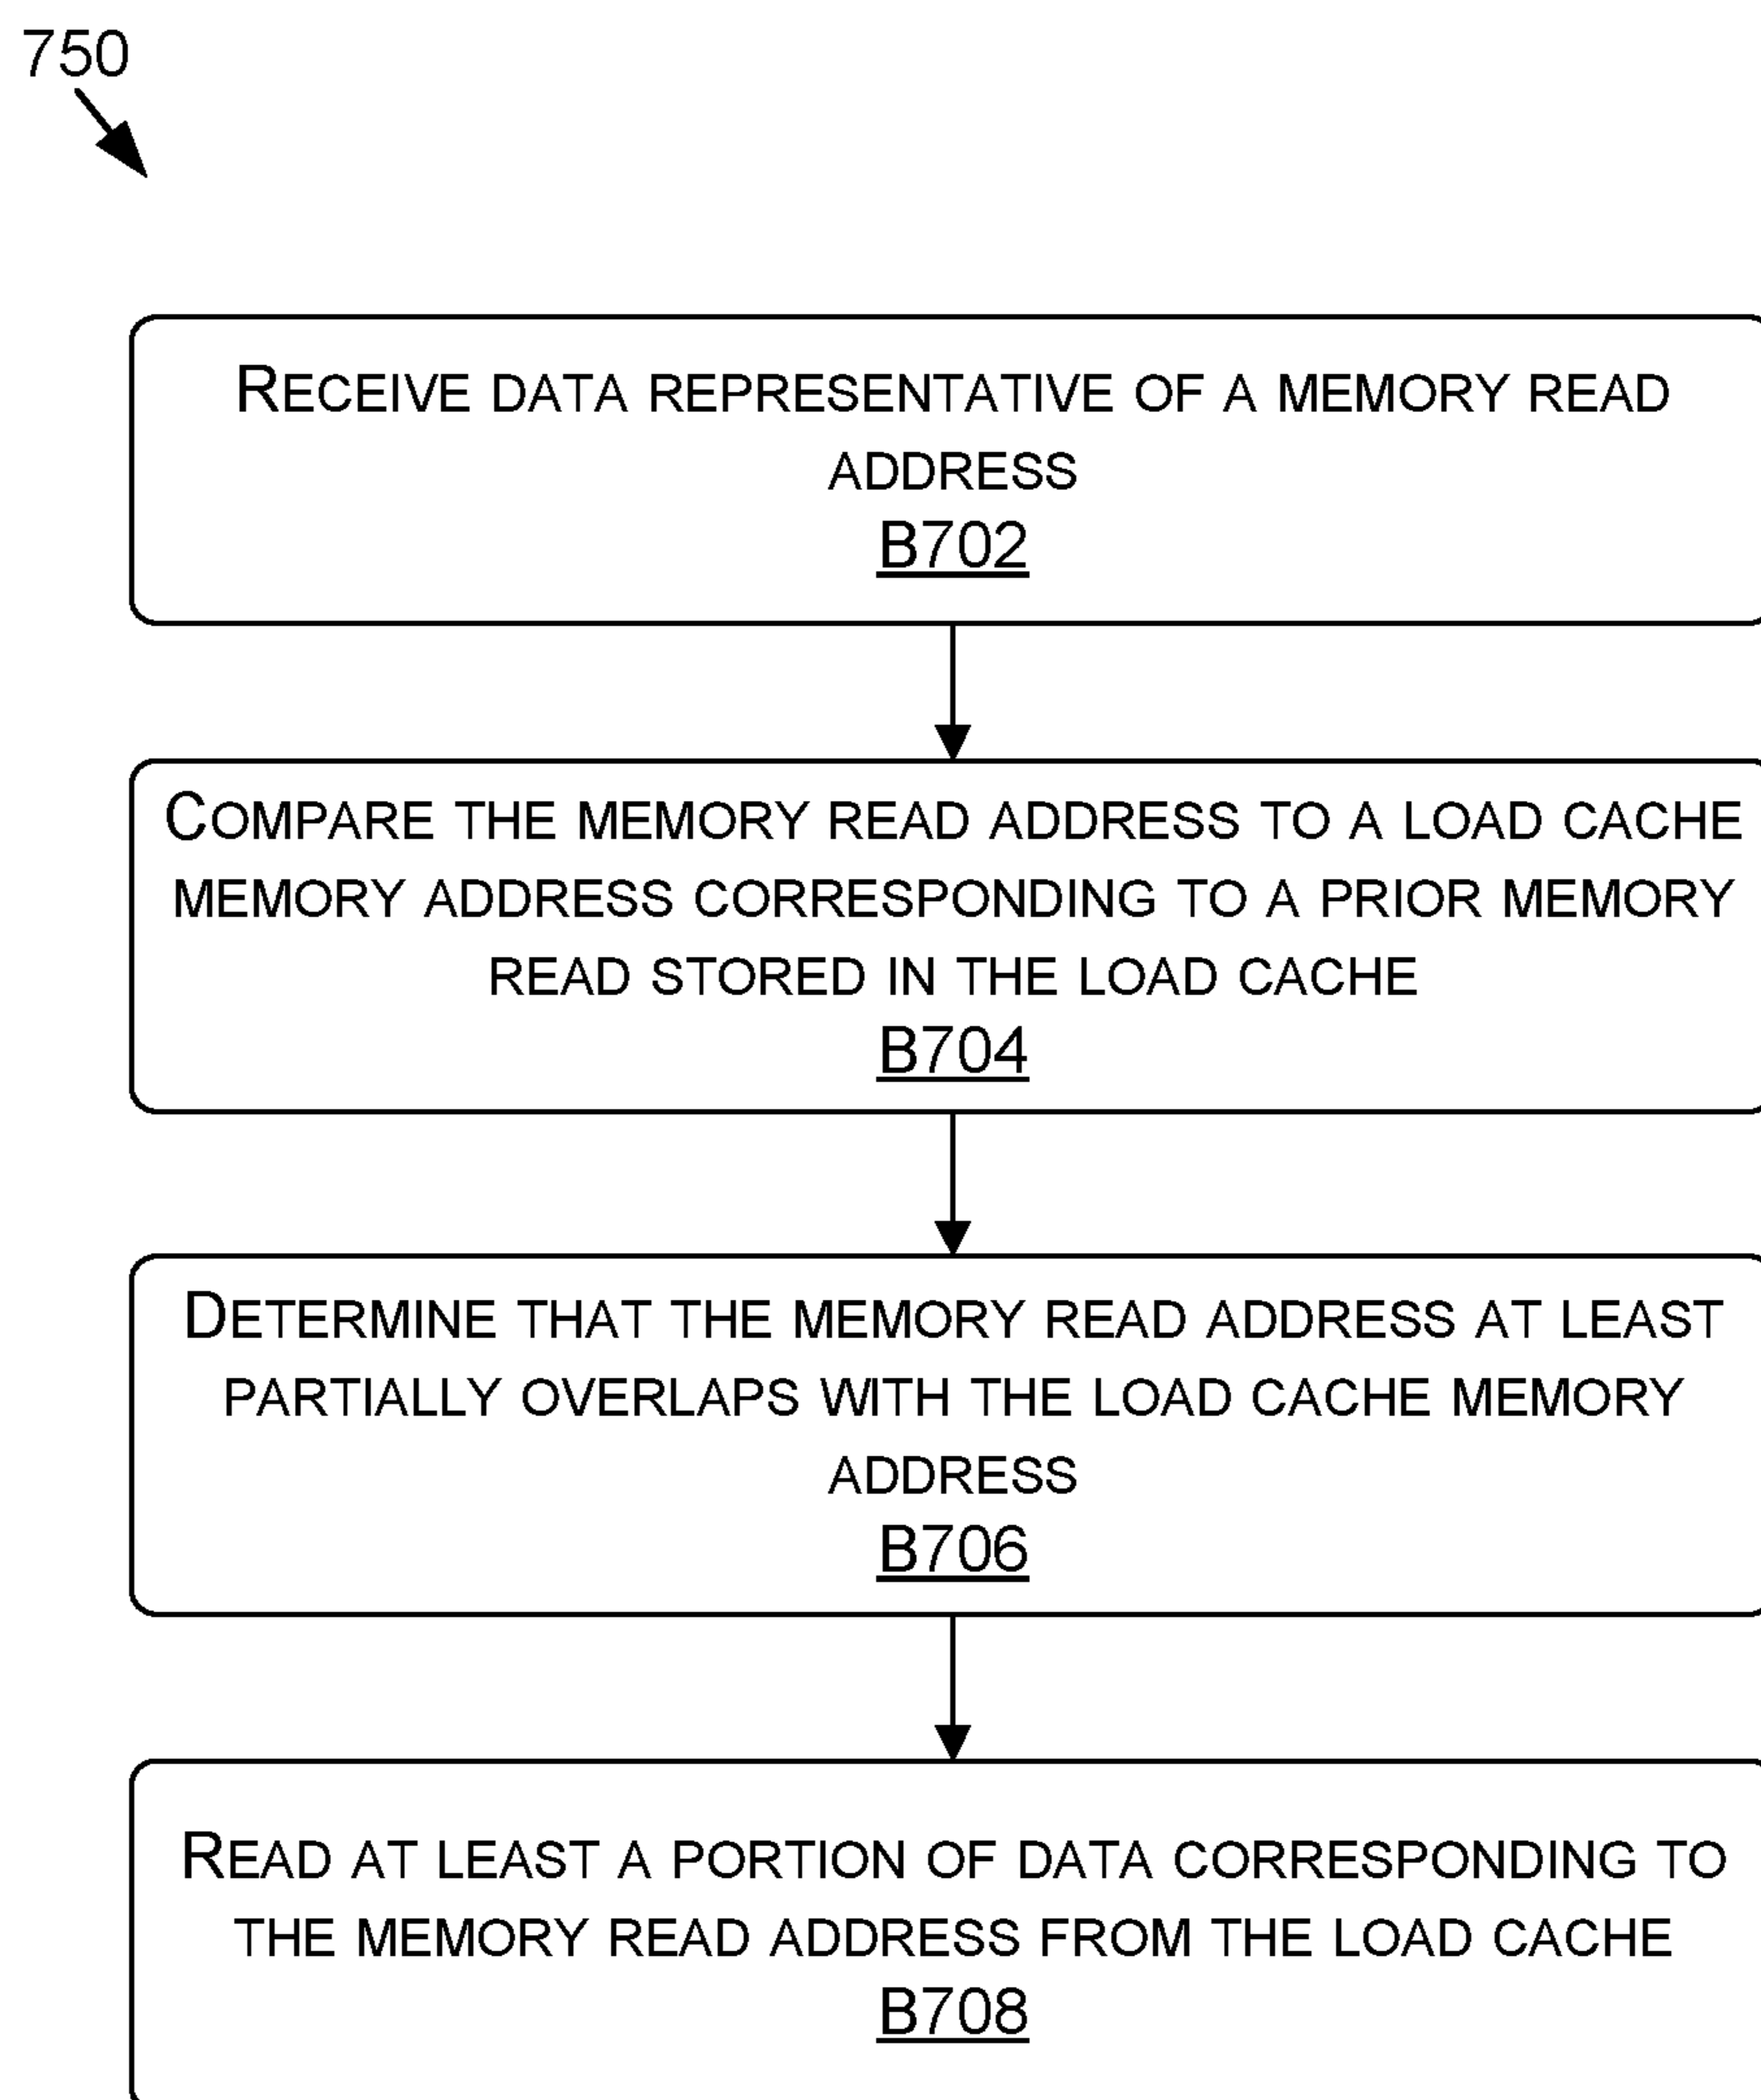 750
RECEIVE DATA REPRESENTATIVE OF A MEMORY READ
ADDRESS
B702
COMPARE THE MEMORY READ ADDRESS TO A LOAD CACHE
MEMORY ADDRESS CORRESPONDING TO A PRIOR MEMORY
READ STORED IN THE LOAD CACHE
B704
DETERMINE THAT THE MEMORY READ ADDRESS AT LEAST
PARTIALLY OVERLAPS WITH THE LOAD CACHE MEMORY
ADDRESS
B706
READ AT LEAST A PORTION OF DATA CORRESPONDING TO
THE MEMORY READ ADDRESS FROM THE LOAD CACHE
B708